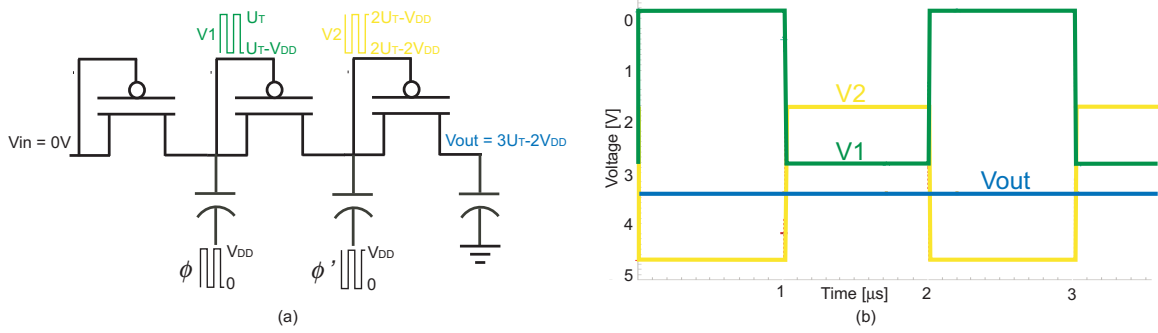 V1
UT
UT-VDD
V2
2UT-VDD
2UT-2VDD
Vin = 0V
Vout = 3UT-2VDD
ϕ
VDD
0
ϕ'
VDD
0
(a)
Voltage [V]
0
1
2
3
4
5
V2
V1
Vout
1
Time [µs]
2
3
(b)